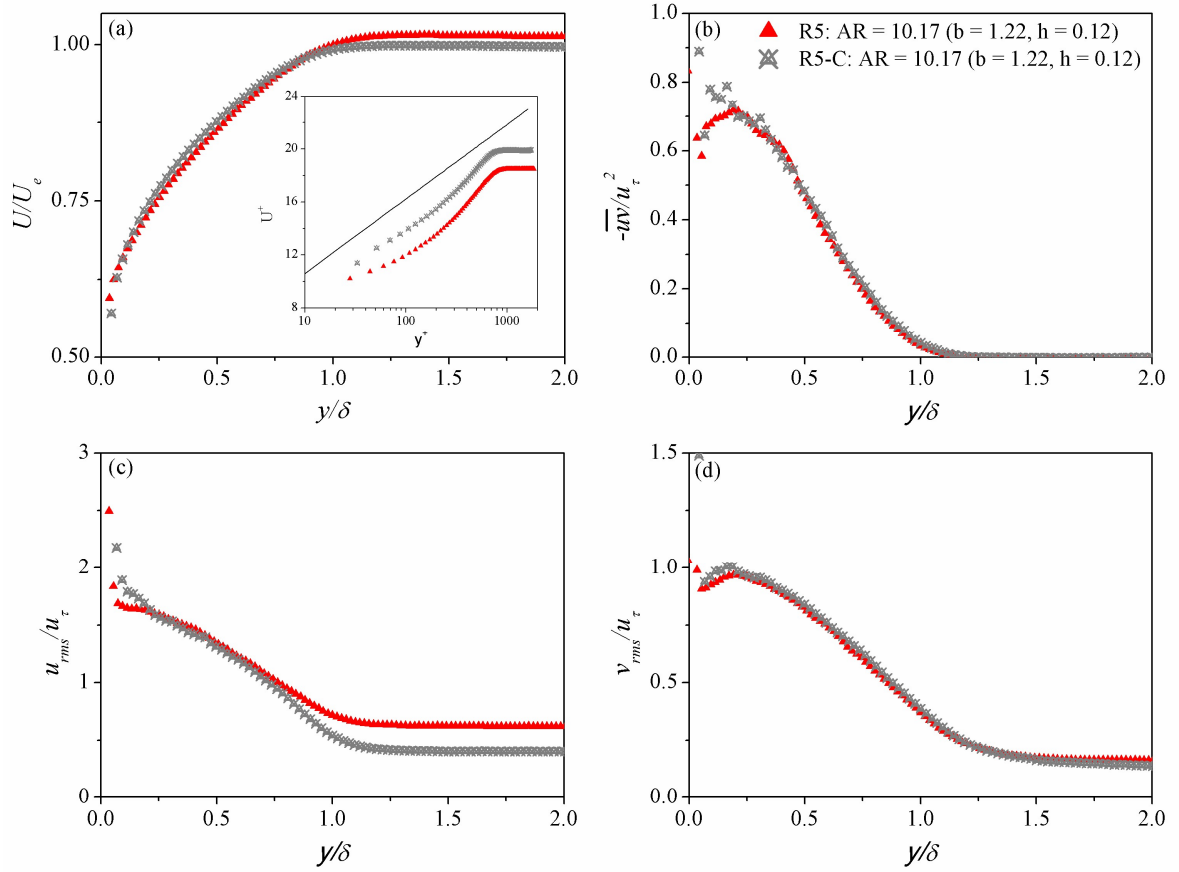 (a)
1.00
0.75
0.50
U/Uₑ
0.0 0.5 1.0 1.5 2.0
y/δ
24
20
16
12
8
U⁺
10 100 1000
y⁺
(b)
R5: AR = 10.17 (b = 1.22, h = 0.12)
R5-C: AR = 10.17 (b = 1.22, h = 0.12)
1.0
0.8
0.6
0.4
0.2
0.0
-u̅v̅/u_τ²
0.0 0.5 1.0 1.5 2.0
y/δ
(c)
3
2
1
0
u_rms/u_τ
0.0 0.5 1.0 1.5 2.0
y/δ
(d)
1.5
1.0
0.5
0.0
v_rms/u_τ
0.0 0.5 1.0 1.5 2.0
y/δ